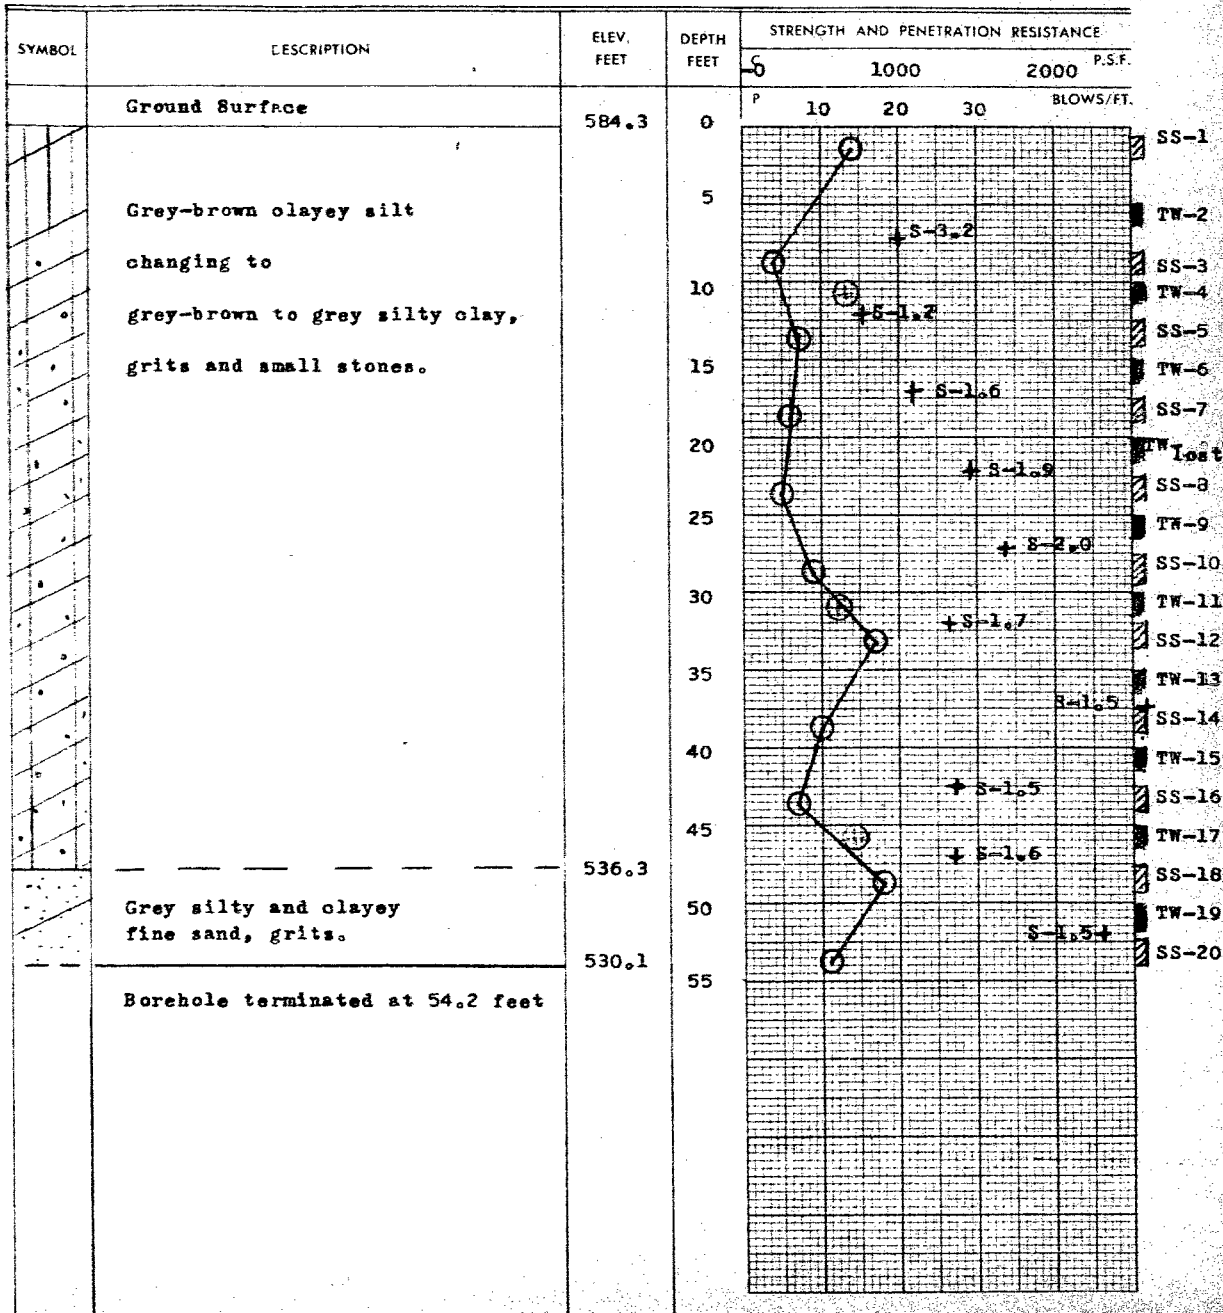 SYMBOL
DESCRIPTION
ELEV. FEET
DEPTH FEET
STRENGTH AND PENETRATION RESISTANCE
C 0 1000 2000 P.S.F.
P 10 20 30 BLOWS/FT.
Ground Surface
584.3
0
SS-1
5
Grey-brown clayey silt
TW-2
S-3.2
changing to
SS-3
10
TW-4
grey-brown to grey silty clay,
S-1.2
SS-5
grits and small stones.
15
TW-6
S-1.6
SS-7
20
TW Lost
S-1.9
SS-8
25
TW-9
S-2.0
SS-10
30
TW-11
S-1.7
SS-12
35
TW-13
S-1.5
SS-14
40
TW-15
S-1.5
SS-16
45
TW-17
S-1.6
536.3
SS-18
Grey silty and clayey
50
TW-19
fine sand, grits.
S-1.5
SS-20
530.1
55
Borehole terminated at 54.2 feet